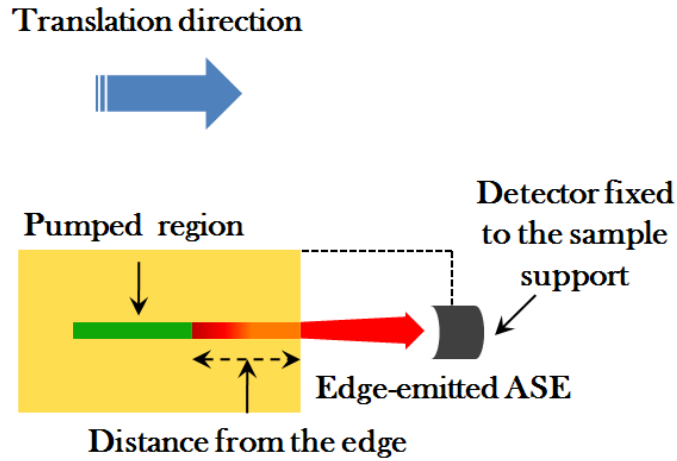 Translation direction
Detector fixed
to the sample
support
Pumped region
Edge-emitted ASE
Distance from the edge